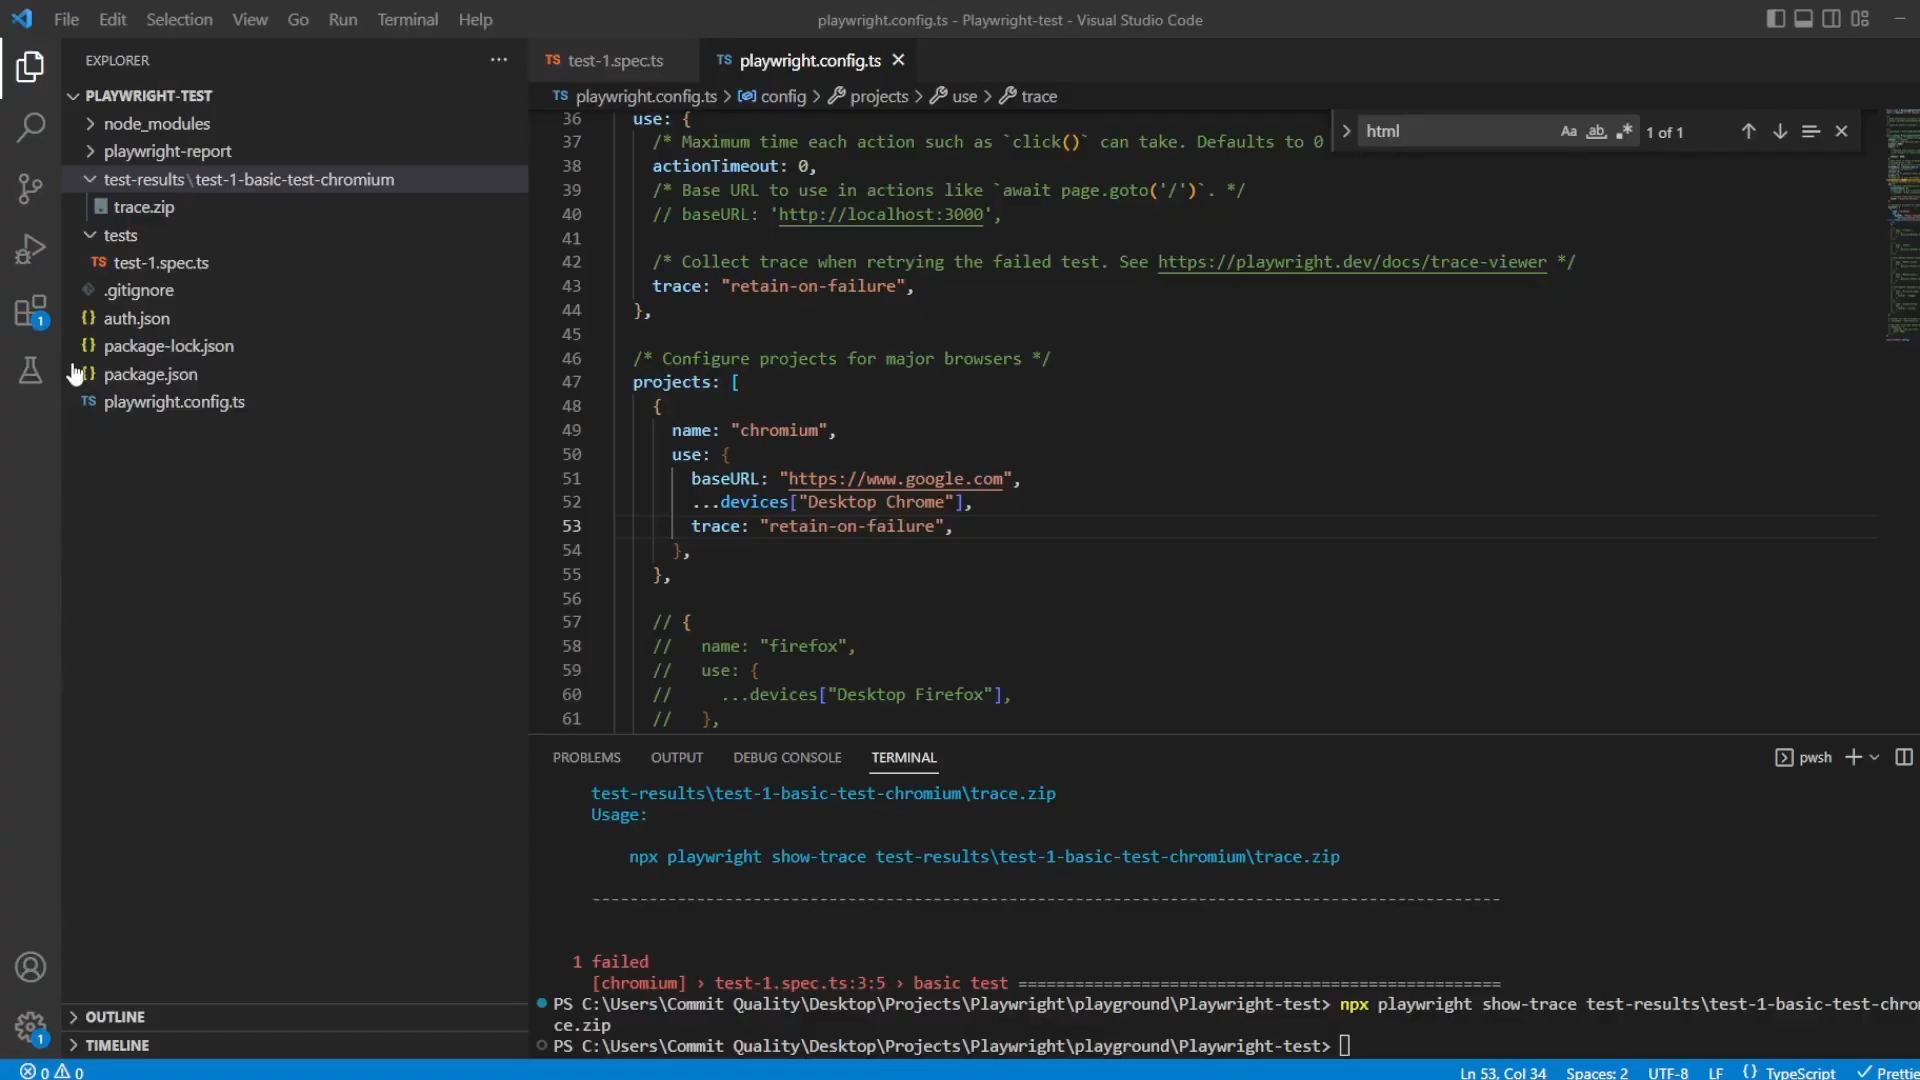 File Edit Selection View Go Run Terminal Help
playwright.config.ts - Playwright-test - Visual Studio Code
EXPLORER
PLAYWRIGHT-TEST
node_modules
playwright-report
test-results\test-1-basic-test-chromium
trace.zip
tests
TS test-1.spec.ts
.gitignore
{} auth.json
{} package-lock.json
{} package.json
TS playwright.config.ts
OUTLINE
TIMELINE
1
1
TS test-1.spec.ts
TS playwright.config.ts
TS playwright.config.ts > config > projects > use > trace
html Aa ab 1 of 1
36 use: {
37 /* Maximum time each action such as `click()` can take. Defaults to 0
38 actionTimeout: 0,
39 /* Base URL to use in actions like `await page.goto('/')`. */
40 // baseURL: 'http://localhost:3000',
41
42 /* Collect trace when retrying the failed test. See https://playwright.dev/docs/trace-viewer */
43 trace: "retain-on-failure",
44 },
45
46 /* Configure projects for major browsers */
47 projects: [
48 {
49 name: "chromium",
50 use: {
51 baseURL: "https://www.google.com",
52 ...devices["Desktop Chrome"],
53 trace: "retain-on-failure",
54 },
55 },
56
57 // {
58 // name: "firefox",
59 // use: {
60 // ...devices["Desktop Firefox"],
61 // },
PROBLEMS OUTPUT DEBUG CONSOLE TERMINAL
pwsh
test-results\test-1-basic-test-chromium\trace.zip
Usage:
npx playwright show-trace test-results\test-1-basic-test-chromium\trace.zip
--------------------------------------------------------------------------------------------
1 failed
[chromium] › test-1.spec.ts:3:5 › basic test =================================================
PS C:\Users\Commit Quality\Desktop\Projects\Playwright\playground\Playwright-test> npx playwright show-trace test-results\test-1-basic-test-chro
ce.zip
PS C:\Users\Commit Quality\Desktop\Projects\Playwright\playground\Playwright-test>
0 0
Ln 53, Col 34 Spaces: 2 UTF-8 LF {} TypeScript Prettie